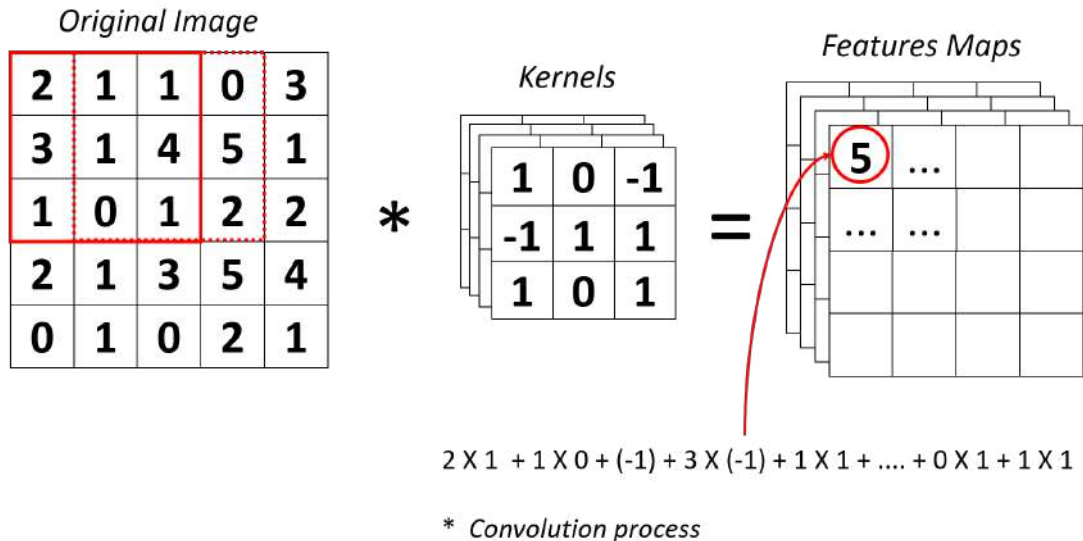 Original Image
2 1 1 0 3
3 1 4 5 1
1 0 1 2 2
2 1 3 5 4
0 1 0 2 1
*
Kernels
1 0 -1
-1 1 1
1 0 1
=
Features Maps
5 ...
... ...
2 X 1 + 1 X 0 + (-1) + 3 X (-1) + 1 X 1 + .... + 0 X 1 + 1 X 1
* Convolution process